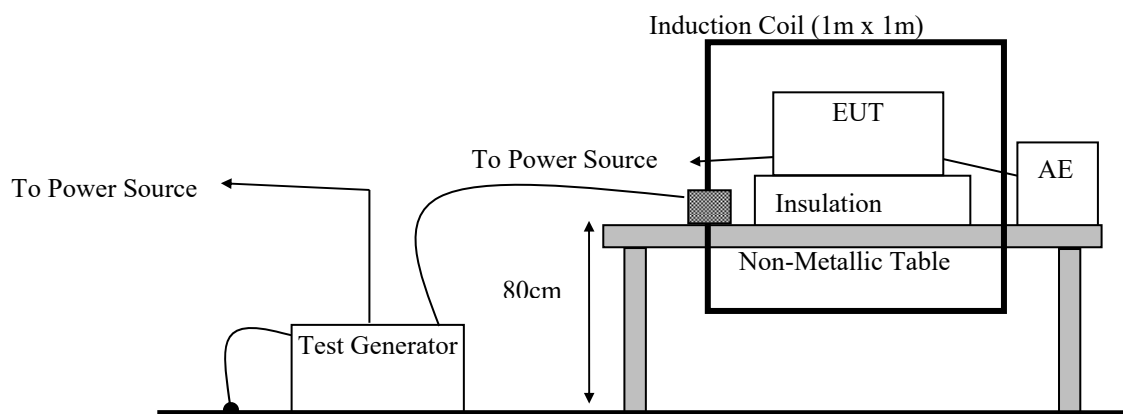 Induction Coil (1m x 1m)
EUT
To Power Source
AE
To Power Source
Insulation
Non-Metallic Table
80cm
Test Generator